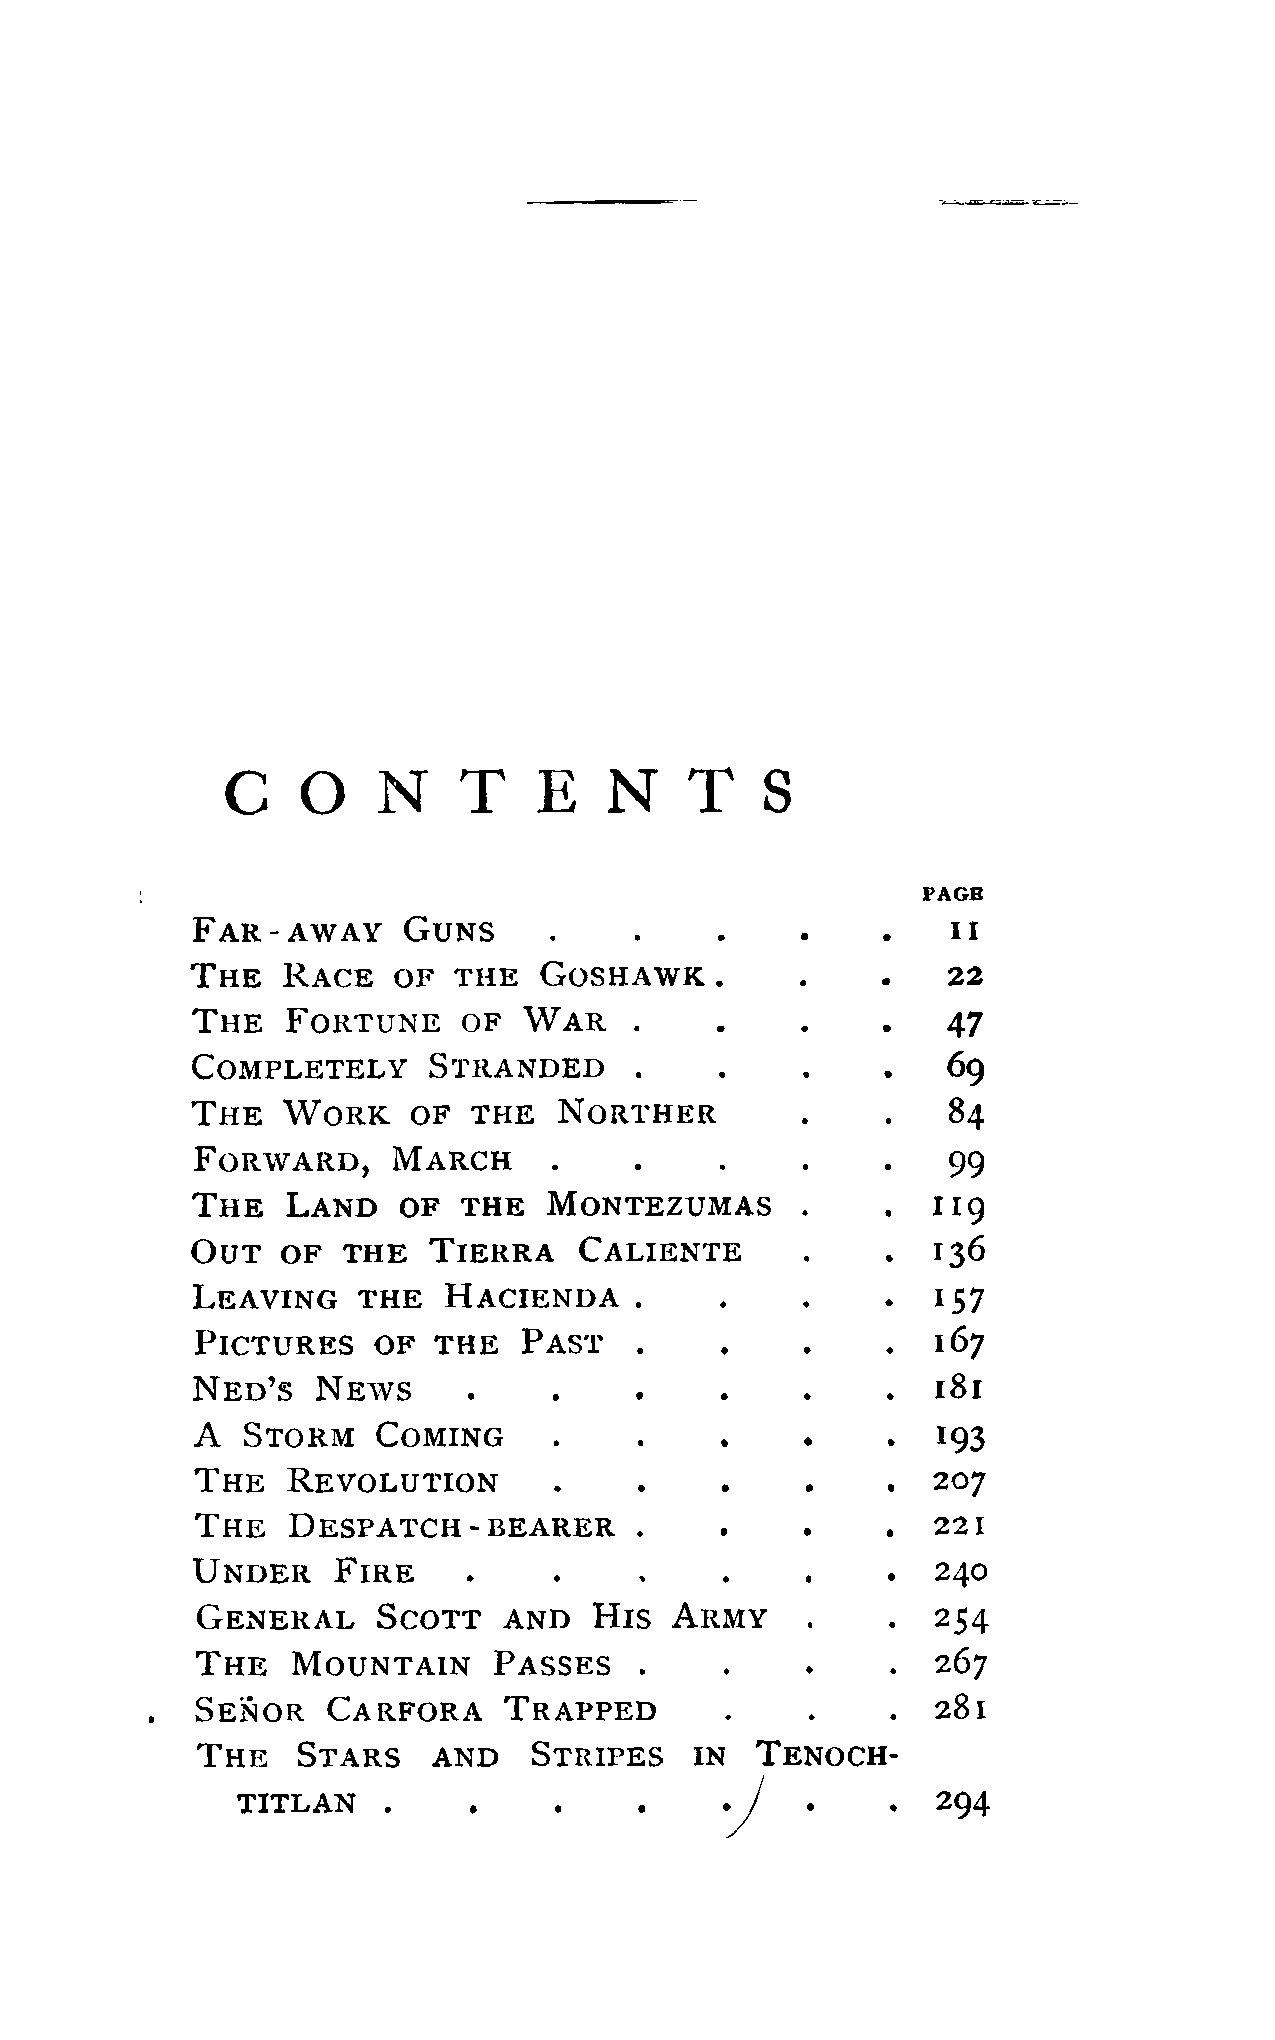 CONTENTS
PAGE
FAR-AWAY GUNS . . . . . 11
THE RACE OF THE GOSHAWK . . . 22
THE FORTUNE OF WAR . . . . 47
COMPLETELY STRANDED . . . . 69
THE WORK OF THE NORTHER . . 84
FORWARD, MARCH . . . . . 99
THE LAND OF THE MONTEZUMAS . . 119
OUT OF THE TIERRA CALIENTE . . 136
LEAVING THE HACIENDA . . . . 157
PICTURES OF THE PAST . . . . 167
NED'S NEWS . . . . . . 181
A STORM COMING . . . . . 193
THE REVOLUTION . . . . . 207
THE DESPATCH-BEARER . . . . 221
UNDER FIRE . . . . . . 240
GENERAL SCOTT AND HIS ARMY . . 254
THE MOUNTAIN PASSES . . . . 267
SEÑOR CARFORA TRAPPED . . . 281
THE STARS AND STRIPES IN TENOCH-
TITLAN . . . . . . . 294